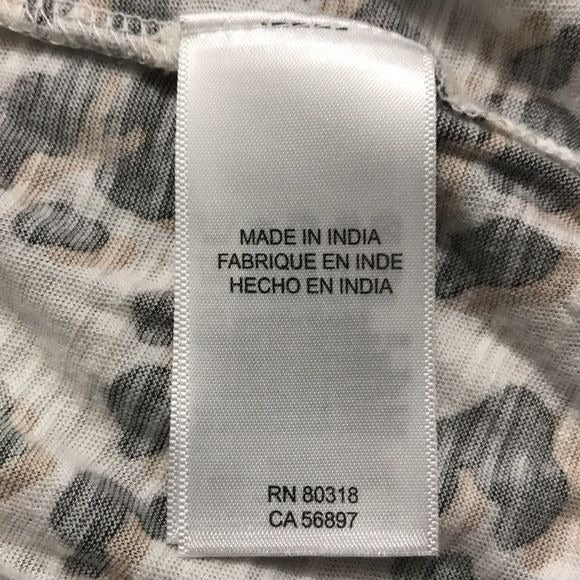 MADE IN INDIA
FABRIQUE EN INDE
HECHO EN INDIA
RN 80318
CA 56897